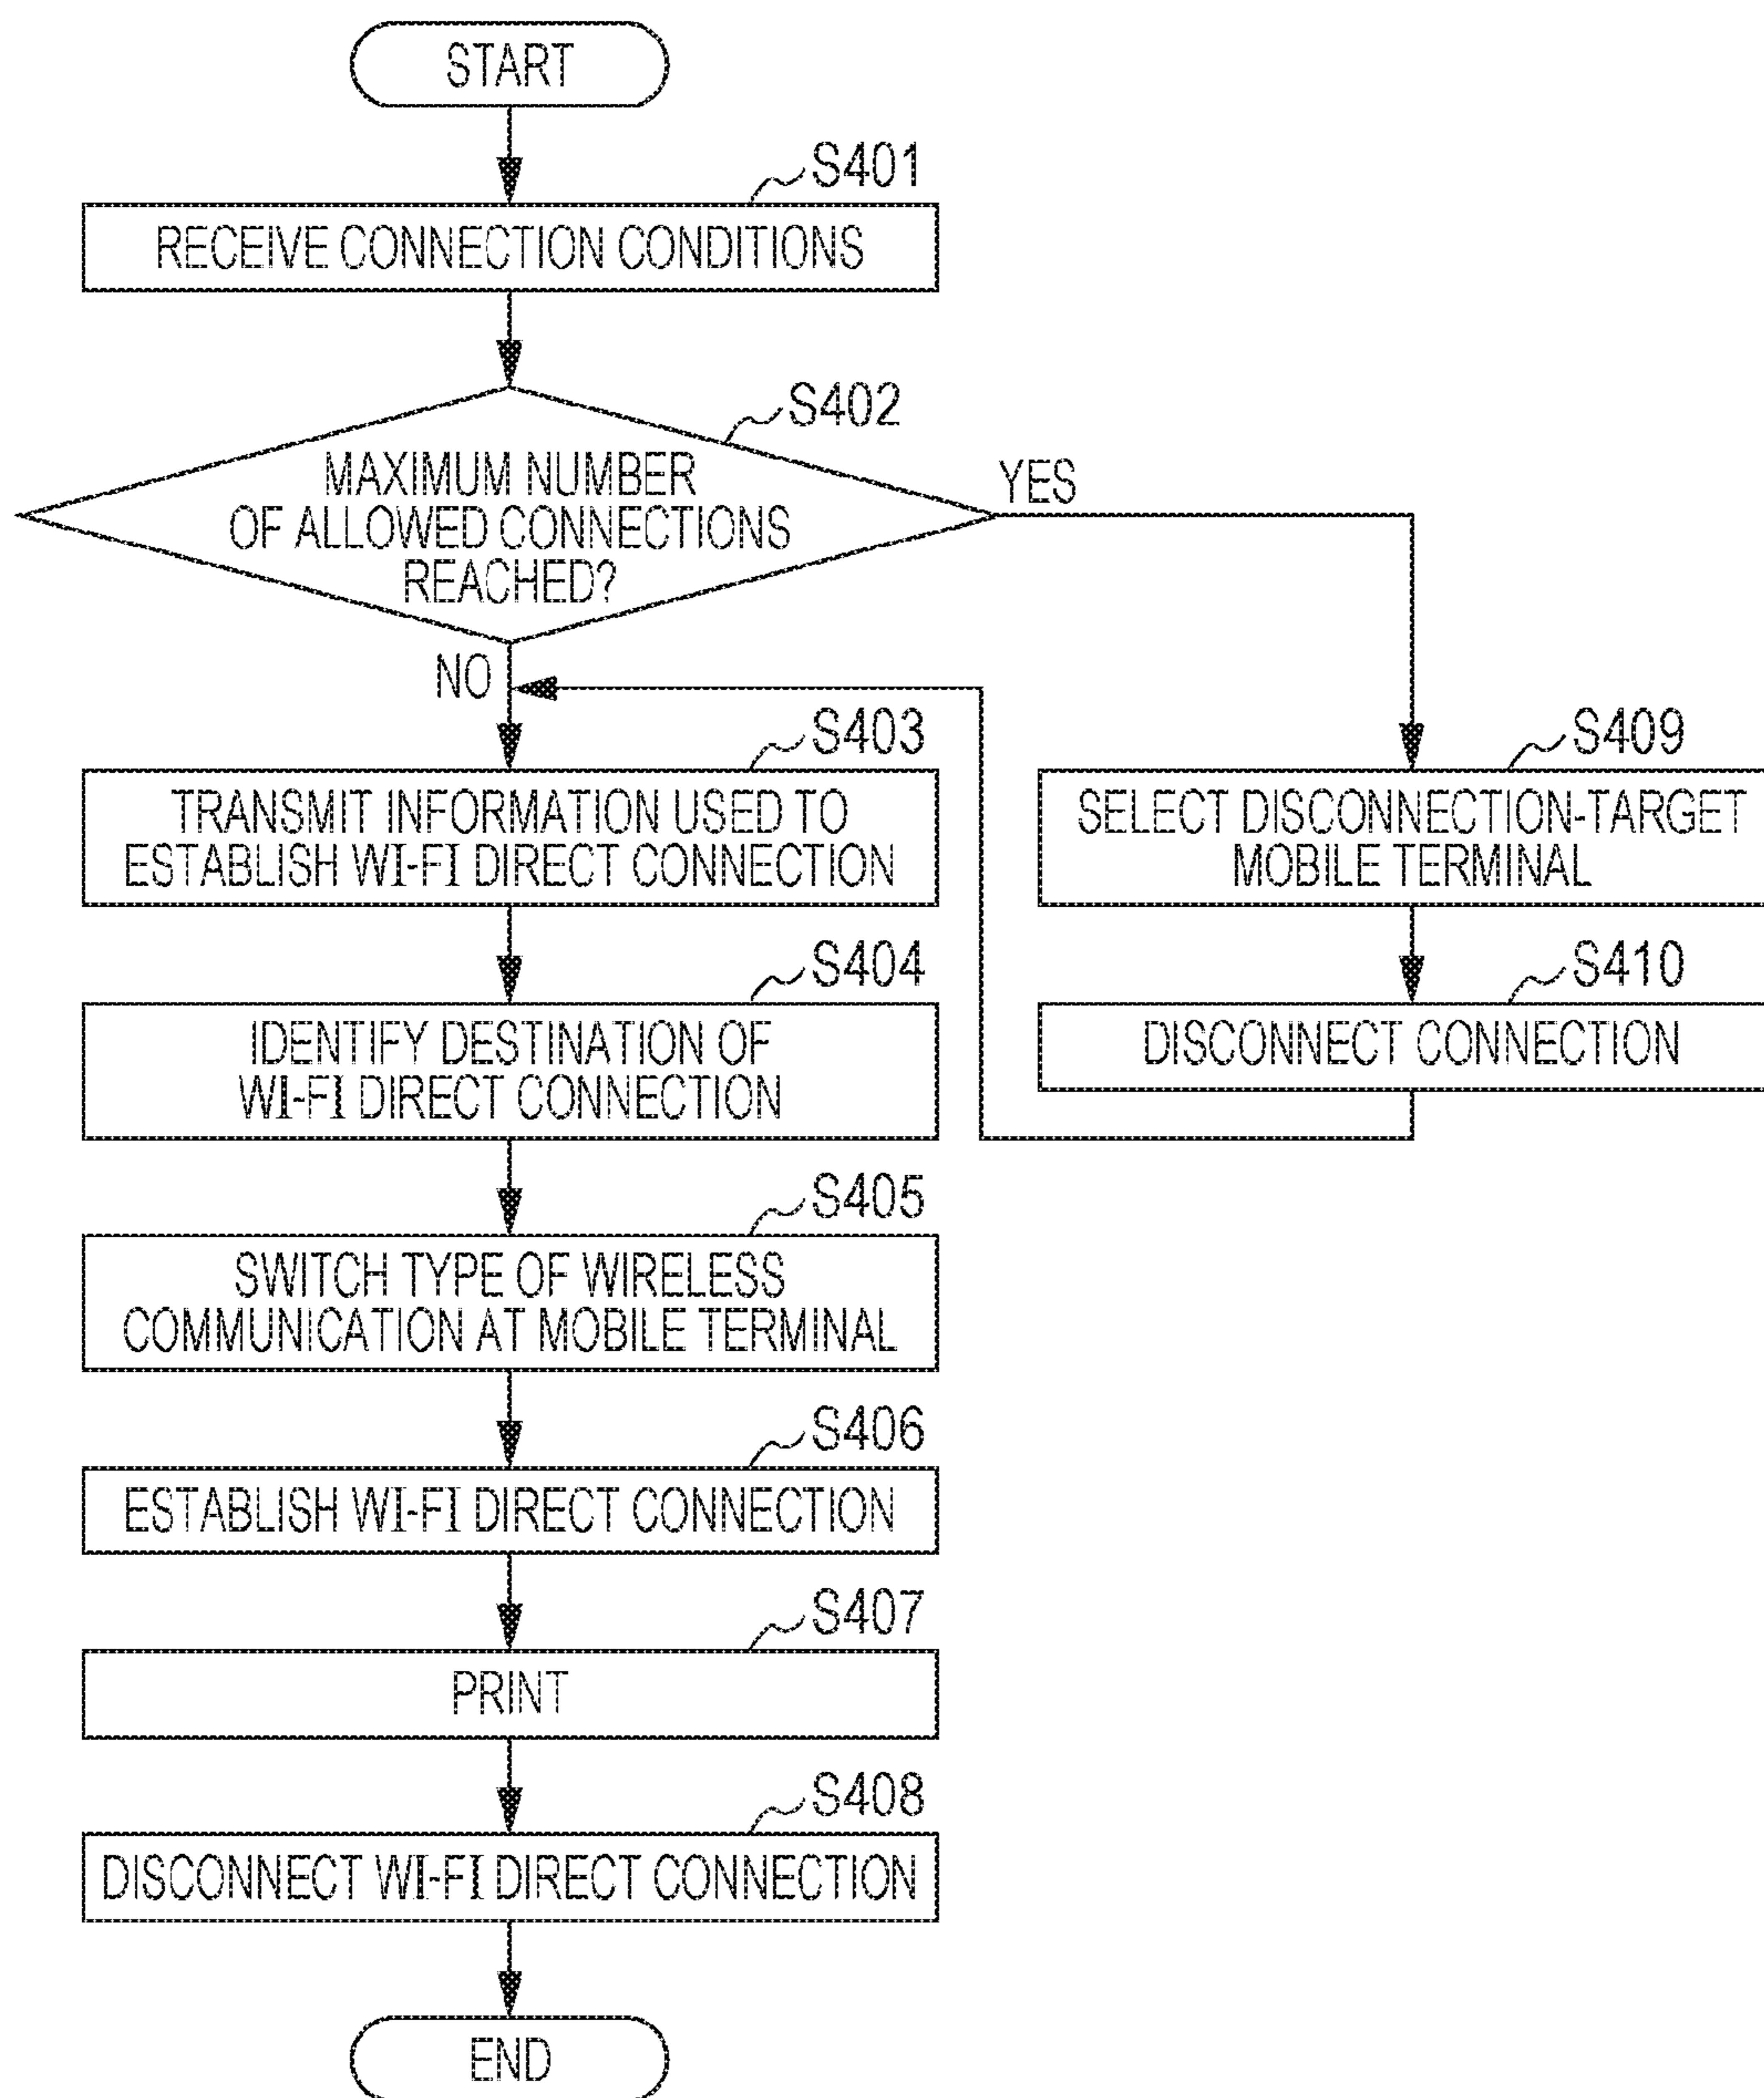 START
S401
RECEIVE CONNECTION CONDITIONS
S402
MAXIMUM NUMBER
OF ALLOWED CONNECTIONS
REACHED?
YES
NO
S403
TRANSMIT INFORMATION USED TO
ESTABLISH WI-FI DIRECT CONNECTION
S409
SELECT DISCONNECTION-TARGET
MOBILE TERMINAL
S404
IDENTIFY DESTINATION OF
WI-FI DIRECT CONNECTION
S410
DISCONNECT CONNECTION
S405
SWITCH TYPE OF WIRELESS
COMMUNICATION AT MOBILE TERMINAL
S406
ESTABLISH WI-FI DIRECT CONNECTION
S407
PRINT
S408
DISCONNECT WI-FI DIRECT CONNECTION
END